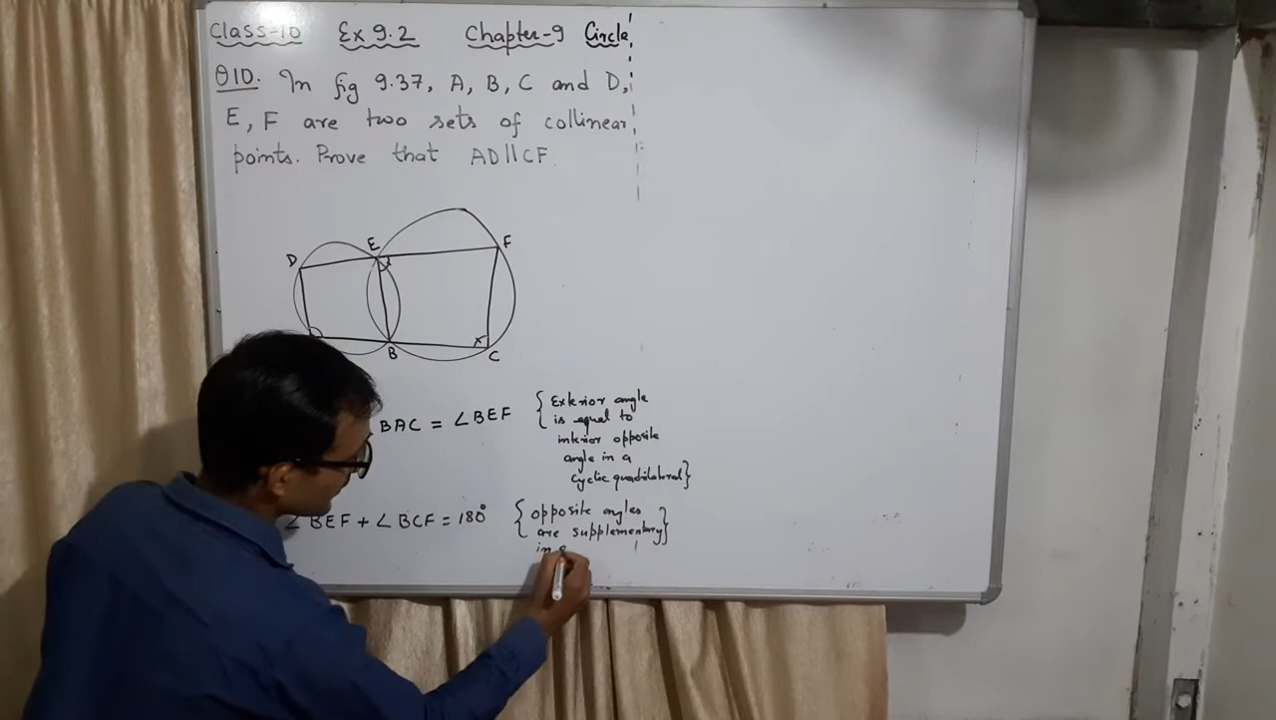 Class-10 Ex 9.2 Chapter-9 Circle
Q10. In fig 9.37, A, B, C and D,
E, F are two sets of collinear
points. Prove that AD||CF
E
F
D
B
C
BAC = ∠BEF
{Exterior angle
is equal to
interior opposite
angle in a
cyclic quadrilateral}
∠BEF + ∠BCF = 180°
{opposite angles
are supplementary}
in